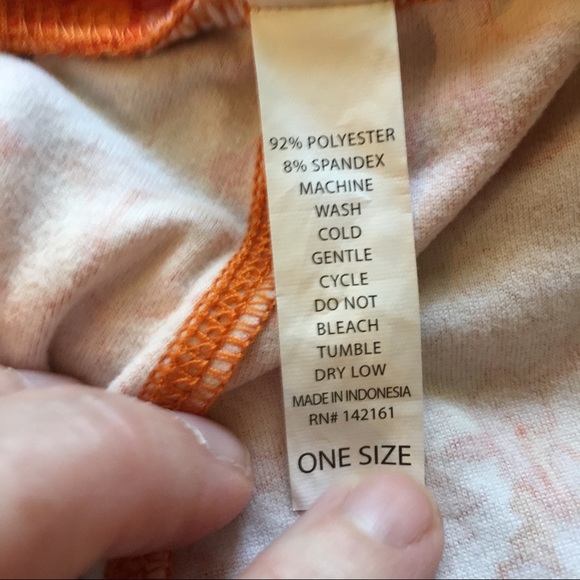 92% POLYESTER
8% SPANDEX
MACHINE
WASH
COLD
GENTLE
CYCLE
DO NOT
BLEACH
TUMBLE
DRY LOW
MADE IN INDONESIA
RN# 142161
ONE SIZE